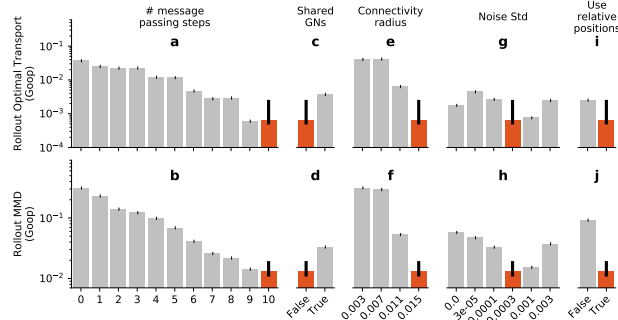 # message
passing steps
Shared
GNs
Connectivity
radius
Noise Std
Use
relative
positions
a
c
e
g
i
Rollout Optimal Transport
(Goop)
10⁻¹
10⁻²
10⁻³
10⁻⁴
b
d
f
h
j
Rollout MMD
(Goop)
10⁻¹
10⁻²
0 1 2 3 4 5 6 7 8 9 10
False True
0.003 0.007 0.011 0.015
0.0 3e-05 0.0001 0.0003 0.001 0.003
False True